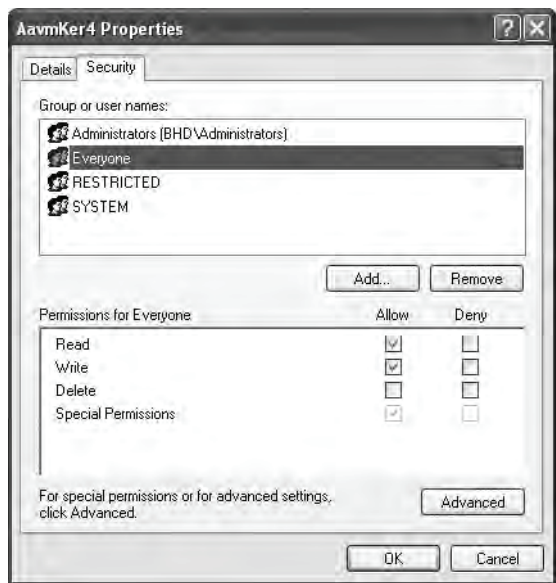 AavmKer4 Properties
Details Security
Group or user names:
Administrators (BHD\Administrators)
Everyone
RESTRICTED
SYSTEM
Add... Remove
Permissions for Everyone Allow Deny
Read
Write
Delete
Special Permissions
For special permissions or for advanced settings,
click Advanced.
Advanced
OK Cancel